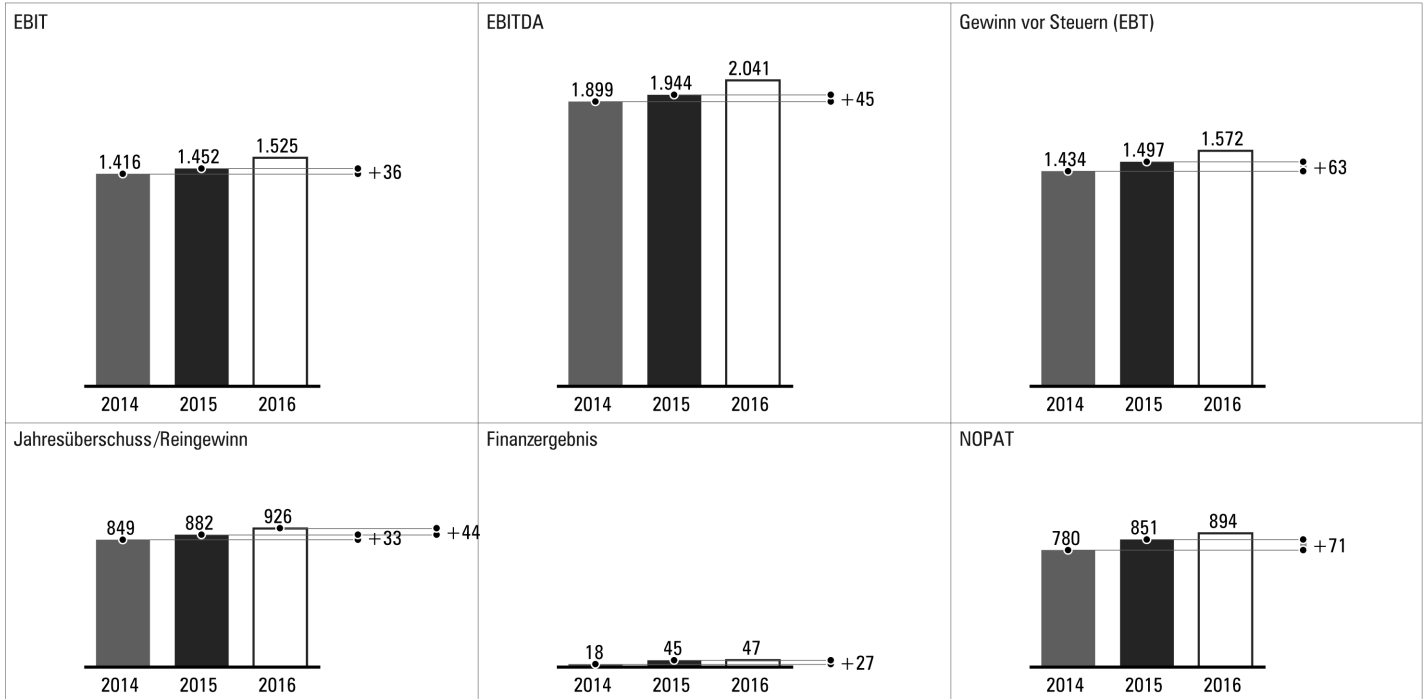 EBIT
1.416
1.452
1.525
+36
2014 2015 2016
EBITDA
1.899
1.944
2.041
+45
2014 2015 2016
Gewinn vor Steuern (EBT)
1.434
1.497
1.572
+63
2014 2015 2016
Jahresüberschuss/Reingewinn
849
882
926
+33
+44
2014 2015 2016
Finanzergebnis
18
45
47
+27
2014 2015 2016
NOPAT
780
851
894
+71
2014 2015 2016